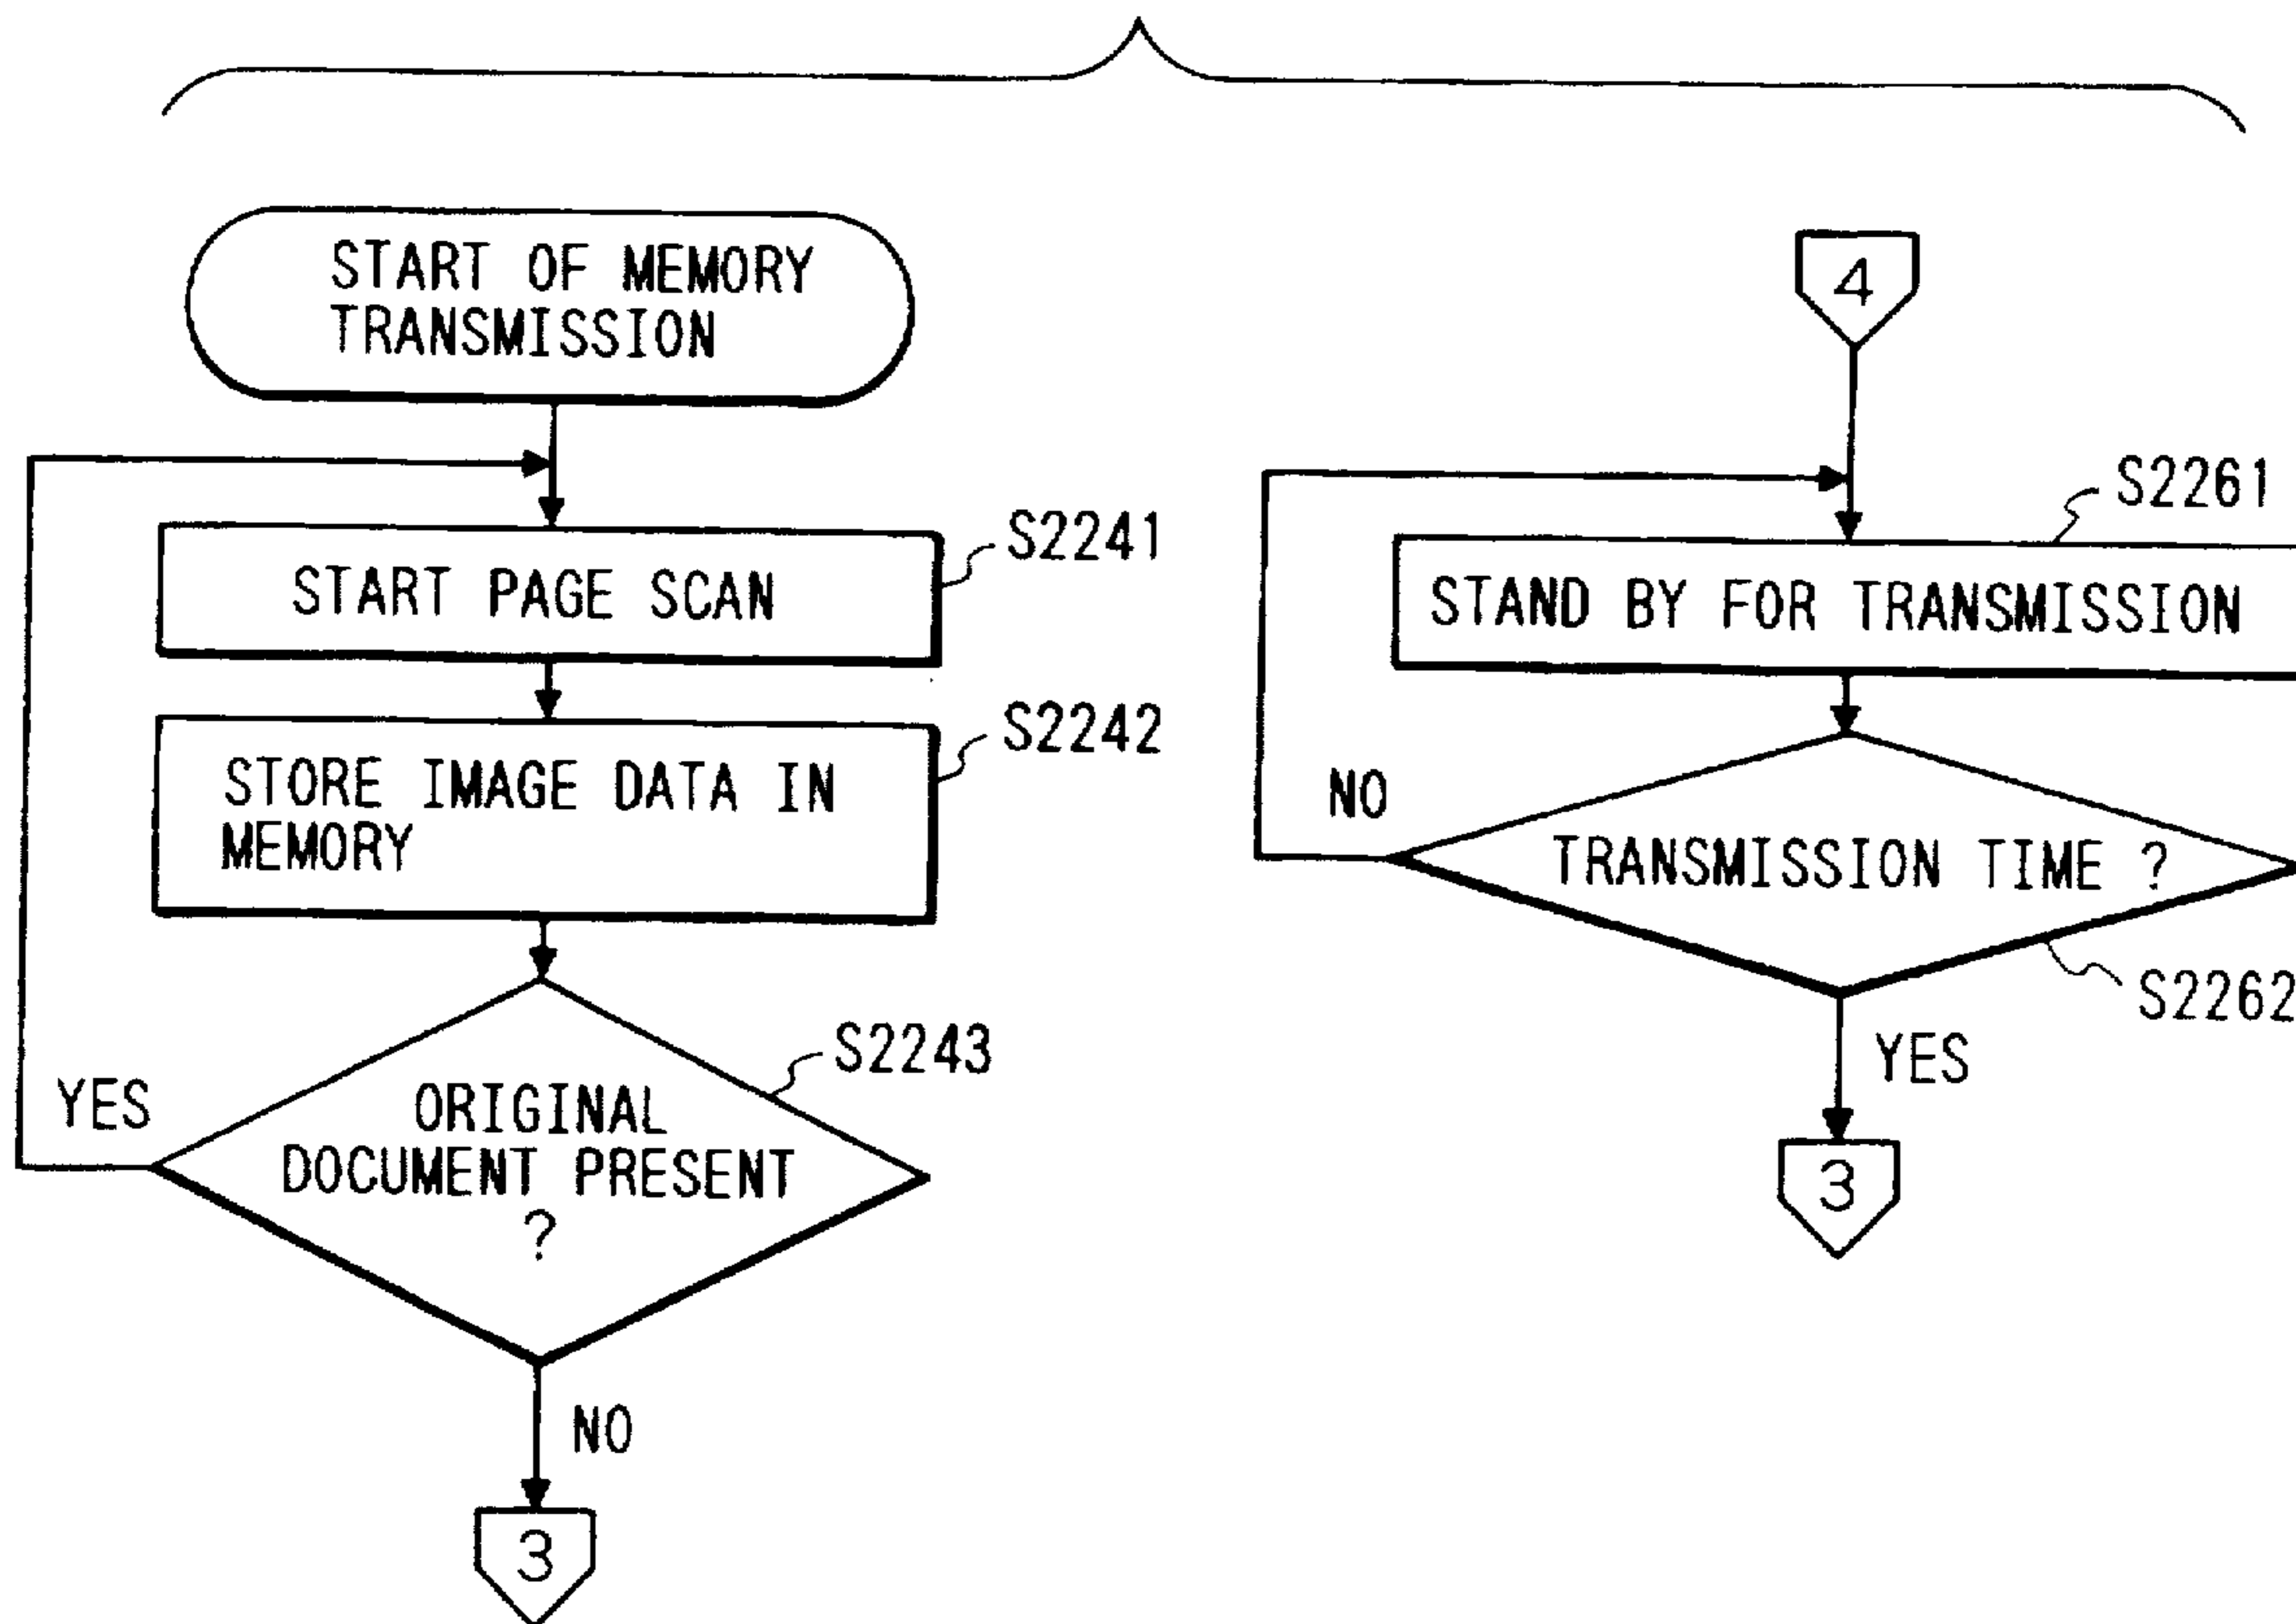 START OF MEMORY
TRANSMISSION
S2241
START PAGE SCAN
S2242
STORE IMAGE DATA IN
MEMORY
S2243
YES
ORIGINAL
DOCUMENT PRESENT
?
NO
3
4
S2261
STAND BY FOR TRANSMISSION
NO
TRANSMISSION TIME ?
S2262
YES
3